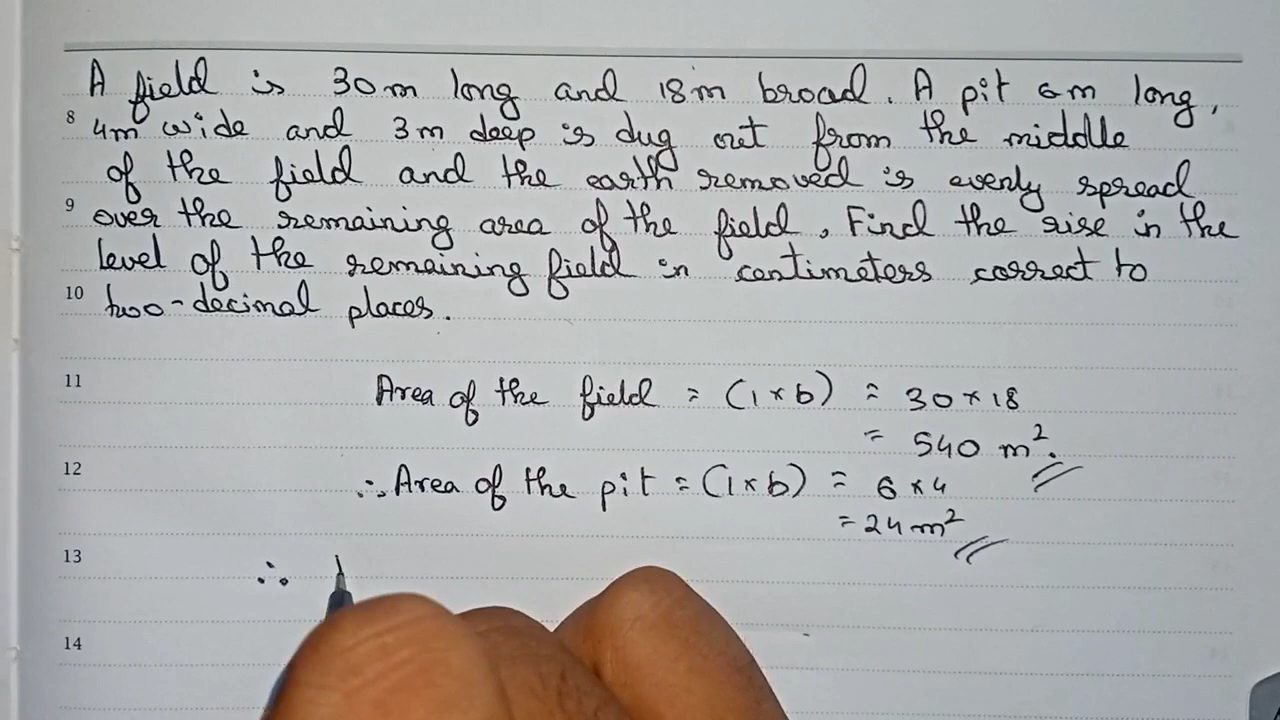 A field is 30m long and 18m broad. A pit 6m long,
8
4m wide and 3m deep is dug out from the middle
of the field and the earth removed is evenly spread
9
over the remaining area of the field, Find the rise in the
level of the remaining field in centimeters correct to
10
two-decimal places.
11
Area of the field = (l×b) = 30×18
= 540 m².
12
∴ Area of the pit = (l×b) = 6×4
= 24m²
13
∴
14